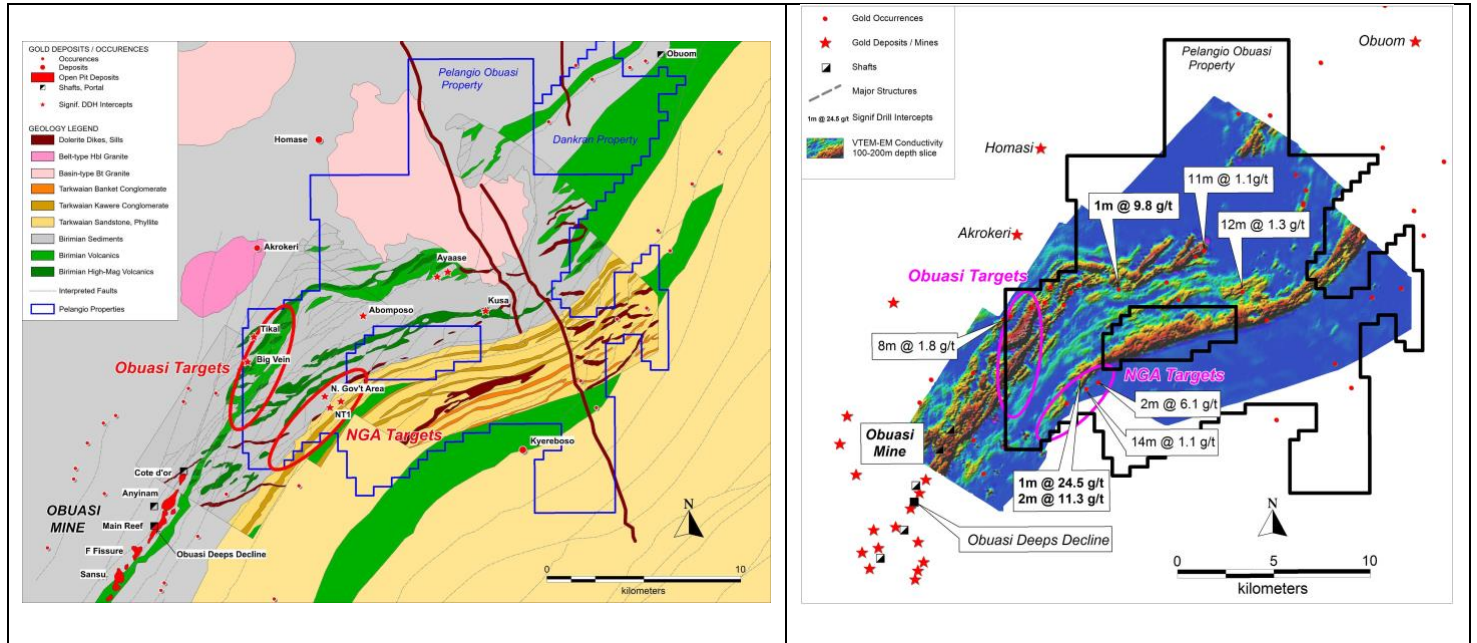 GOLD DEPOSITS / OCCURENCES
Occurences
Deposits
Open Pit Deposits
Shafts, Portal
Signif. DDH Intercepts
GEOLOGY LEGEND
Dolerite Dikes, Sills
Belt-type Hbl Granite
Basin-type Bt Granite
Tarkwaian Banket Conglomerate
Tarkwaian Kawere Conglomerate
Tarkwaian Sandstone, Phyllite
Birimian Sediments
Birimian Volcanics
Birimian High-Mag Volcanics
Interpreted Faults
Pelangio Properties
Obuom
Pelangio Obuasi
Property
Homase
Dankran Property
Akrokeri
Ayaase
Kusa
Abomposo
Tikal
Big Vein
Obuasi Targets
N. Gov't Area
NT1
NGA Targets
Kyereboso
Cote d'or
Anyinam
OBUASI
MINE
Main Reef
Obuasi Deeps Decline
F Fissure
Sansu
N
0
10
kilometers
Gold Occurrences
Gold Deposits / Mines
Shafts
Major Structures
1m @ 24.5 g/t
Signif Drill Intercepts
VTEM-EM Conductivity
100-200m depth slice
Pelangio Obuasi
Property
Obuom
Homasi
11m @ 1.1g/t
1m @ 9.8 g/t
12m @ 1.3 g/t
Akrokeri
Obuasi Targets
8m @ 1.8 g/t
NGA Targets
2m @ 6.1 g/t
14m @ 1.1 g/t
Obuasi
Mine
1m @ 24.5 g/t
2m @ 11.3 g/t
Obuasi Deeps Decline
N
0
5
10
kilometers